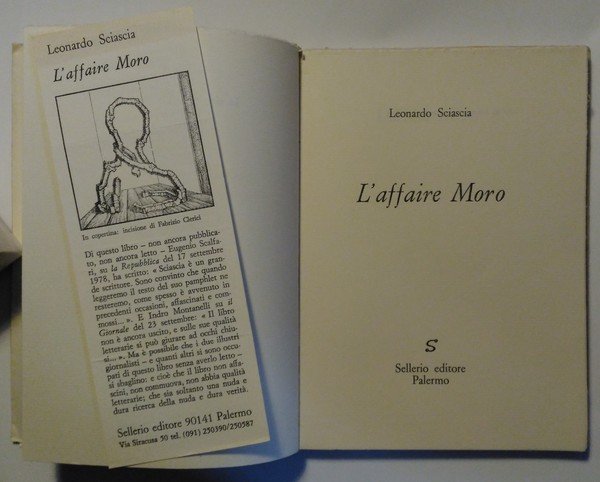 Leonardo Sciascia
L'affaire Moro
In copertina: incisione di Fabrizio Clerici
Di questo libro – non ancora pubblica-
to, non ancora letto – Eugenio Scalfa-
ri, su la Repubblica del 17 settembre
1978, ha scritto: « Sciascia è un gran-
de scrittore. Sono convinto che quando
leggeremo il testo del suo pamphlet ne
resteremo, come spesso è avvenuto in
precedenti occasioni, affascinati e com-
mossi... ». E Indro Montanelli su il
Giornale del 23 settembre: « Il libro
non è ancora uscito, e sulle sue qualità
letterarie si può giurare ad occhi chiu-
si... ». Ma è possibile che i due illustri
giornalisti – e quanti altri si sono occu-
pati di questo libro senza averlo letto –
si sbaglino: e cioè che il libro non affa-
scini, non commuova, non abbia qualità
letterarie; che sia soltanto una nuda e
dura ricerca della nuda e dura verità.
Sellerio editore 90141 Palermo
Via Siracusa 50 tel. (091) 250390/250587
Leonardo Sciascia
L'affaire Moro
S
Sellerio editore
Palermo